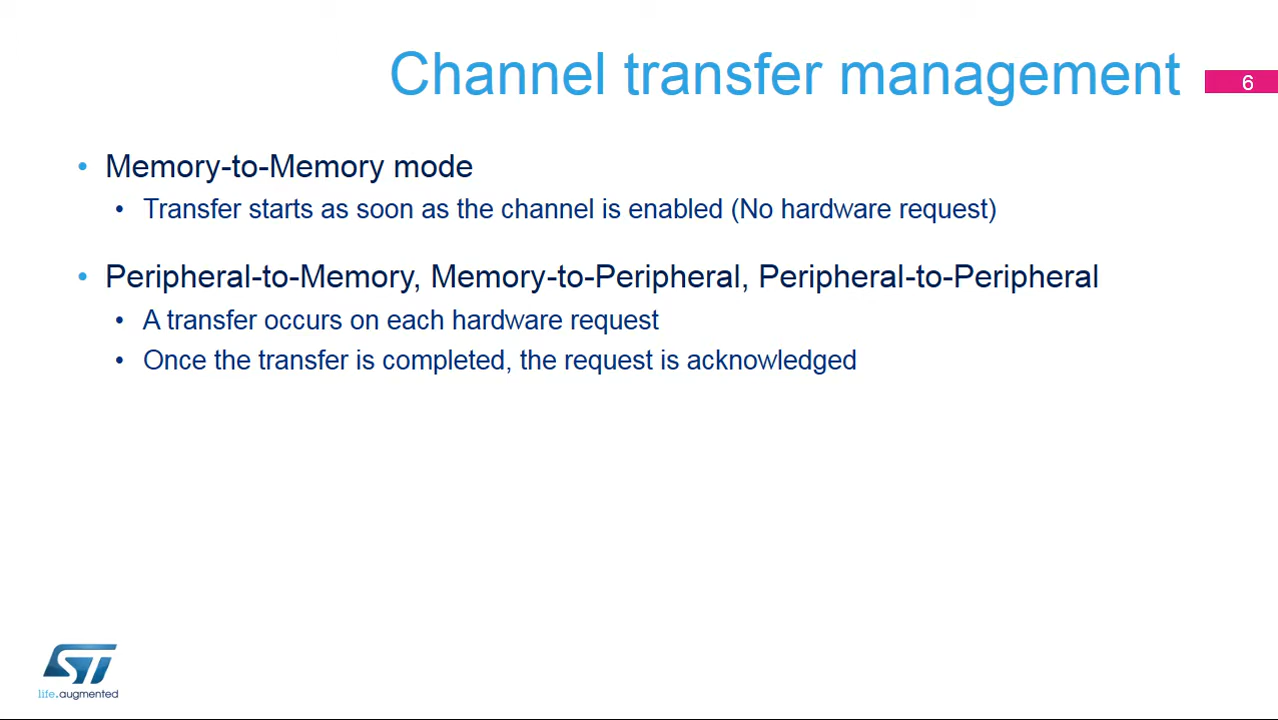 Channel transfer management
6
• Memory-to-Memory mode
• Transfer starts as soon as the channel is enabled (No hardware request)
• Peripheral-to-Memory, Memory-to-Peripheral, Peripheral-to-Peripheral
• A transfer occurs on each hardware request
• Once the transfer is completed, the request is acknowledged
ST
life.augmented